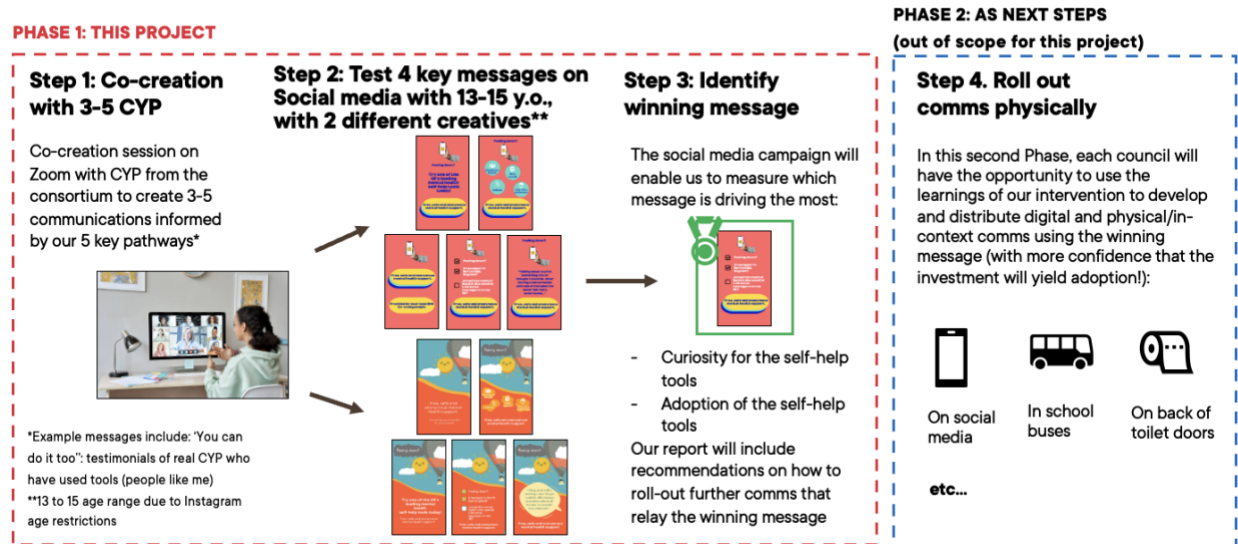 PHASE 1: THIS PROJECT
Step 1: Co-creation
with 3-5 CYP
Co-creation session on
Zoom with CYP from the
consortium to create 3-5
communications informed
by our 5 key pathways*
*Example messages include: 'You can
do it too": testimonials of real CYP who
have used tools (people like me)
**13 to 15 age range due to Instagram
age restrictions
Step 2: Test 4 key messages on
Social media with 13-15 y.o.,
with 2 different creatives**
Step 3: Identify
winning message
The social media campaign will
enable us to measure which
message is driving the most:
- Curiosity for the self-help
tools
- Adoption of the self-help
tools
Our report will include
recommendations on how to
roll-out further comms that
relay the winning message
PHASE 2: AS NEXT STEPS
(out of scope for this project)
Step 4. Roll out
comms physically
In this second Phase, each council will
have the opportunity to use the
learnings of our intervention to develop
and distribute digital and physical/in-
context comms using the winning
message (with more confidence that the
investment will yield adoption!):
On social
media
In school
buses
On back of
toilet doors
etc...